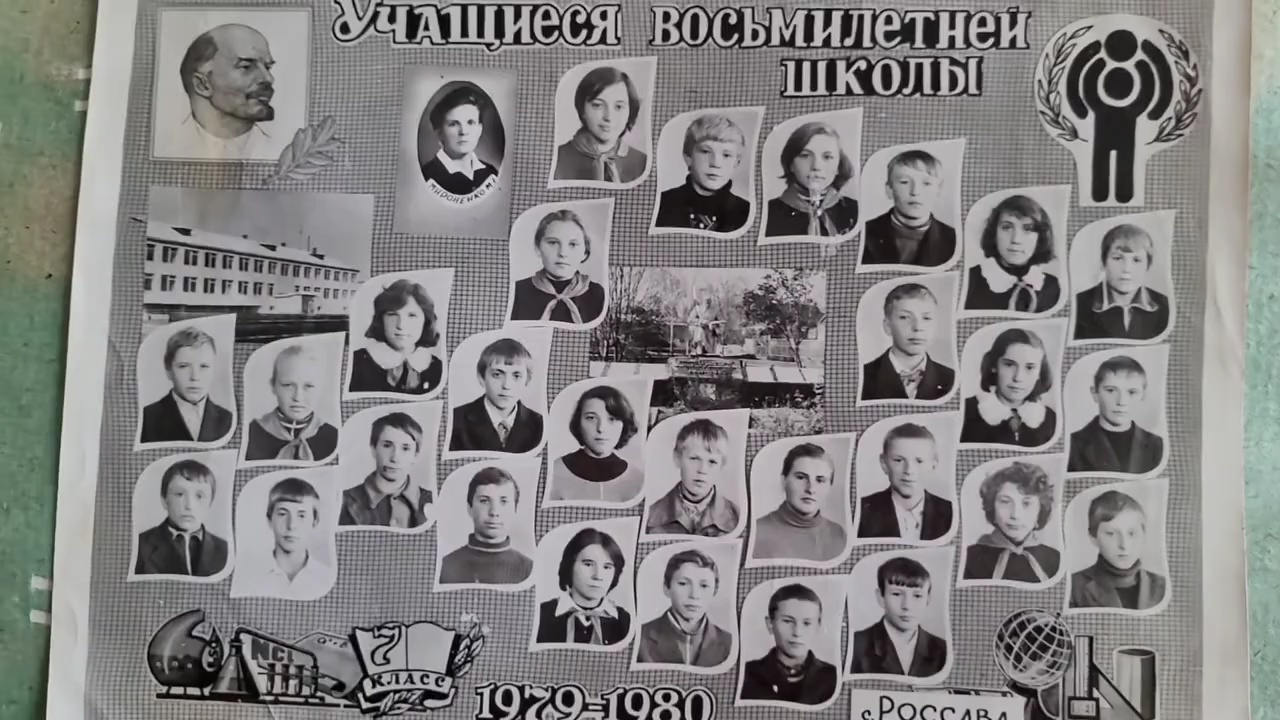 Учащиеся восьмилетней
школы
Мироненко М.
NCl
7
КЛАСС
1979-1980
с. РОССАВА